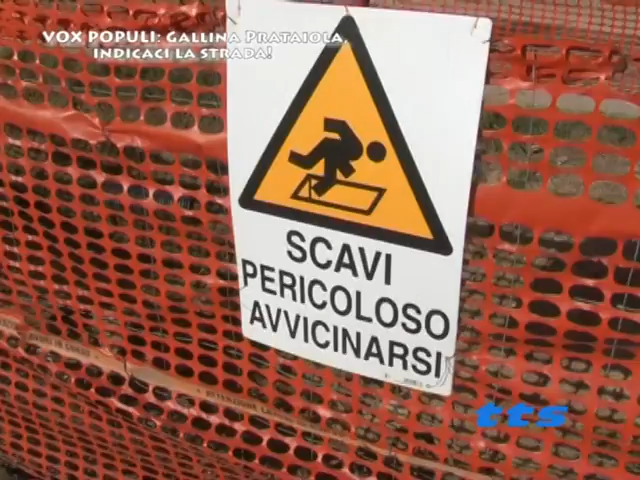 VOX POPULI: GALLINA PRATAIOLA,
INDICACI LA STRADA!
SCAVI
PERICOLOSO
AVVICINARSI
tcs